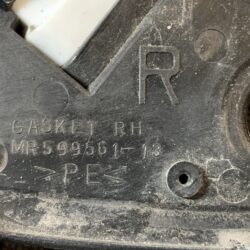 R
GASKET RH
MR599561-13
>PE<